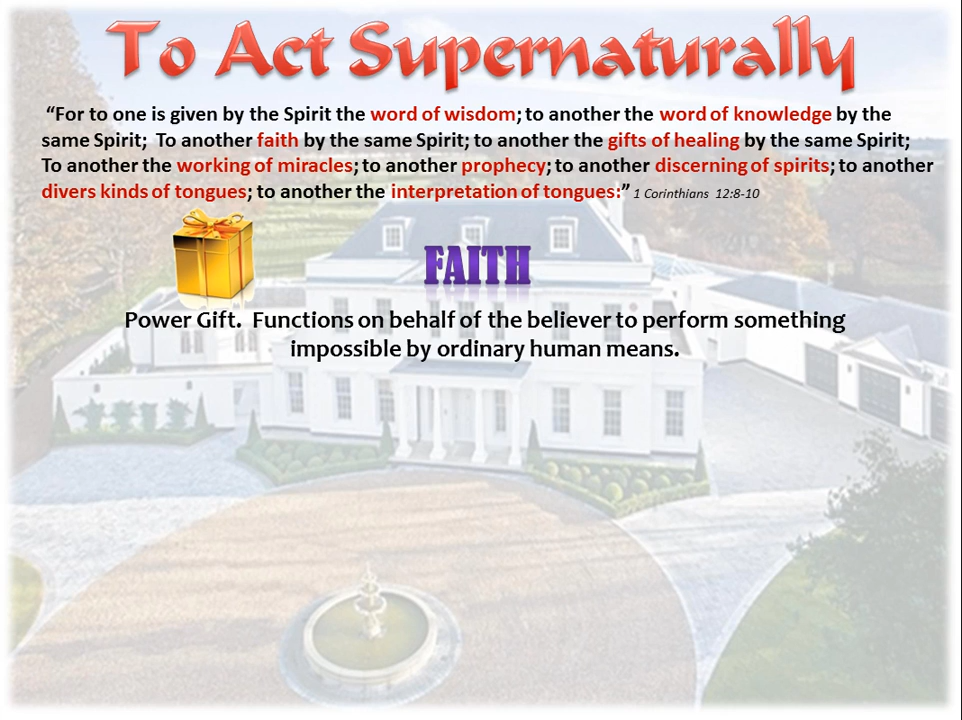 To Act Supernaturally
“For to one is given by the Spirit the word of wisdom; to another the word of knowledge by the
same Spirit;  To another faith by the same Spirit; to another the gifts of healing by the same Spirit;
To another the working of miracles; to another prophecy; to another discerning of spirits; to another
divers kinds of tongues; to another the interpretation of tongues:” 1 Corinthians  12:8-10
FAITH
Power Gift.  Functions on behalf of the believer to perform something
impossible by ordinary human means.